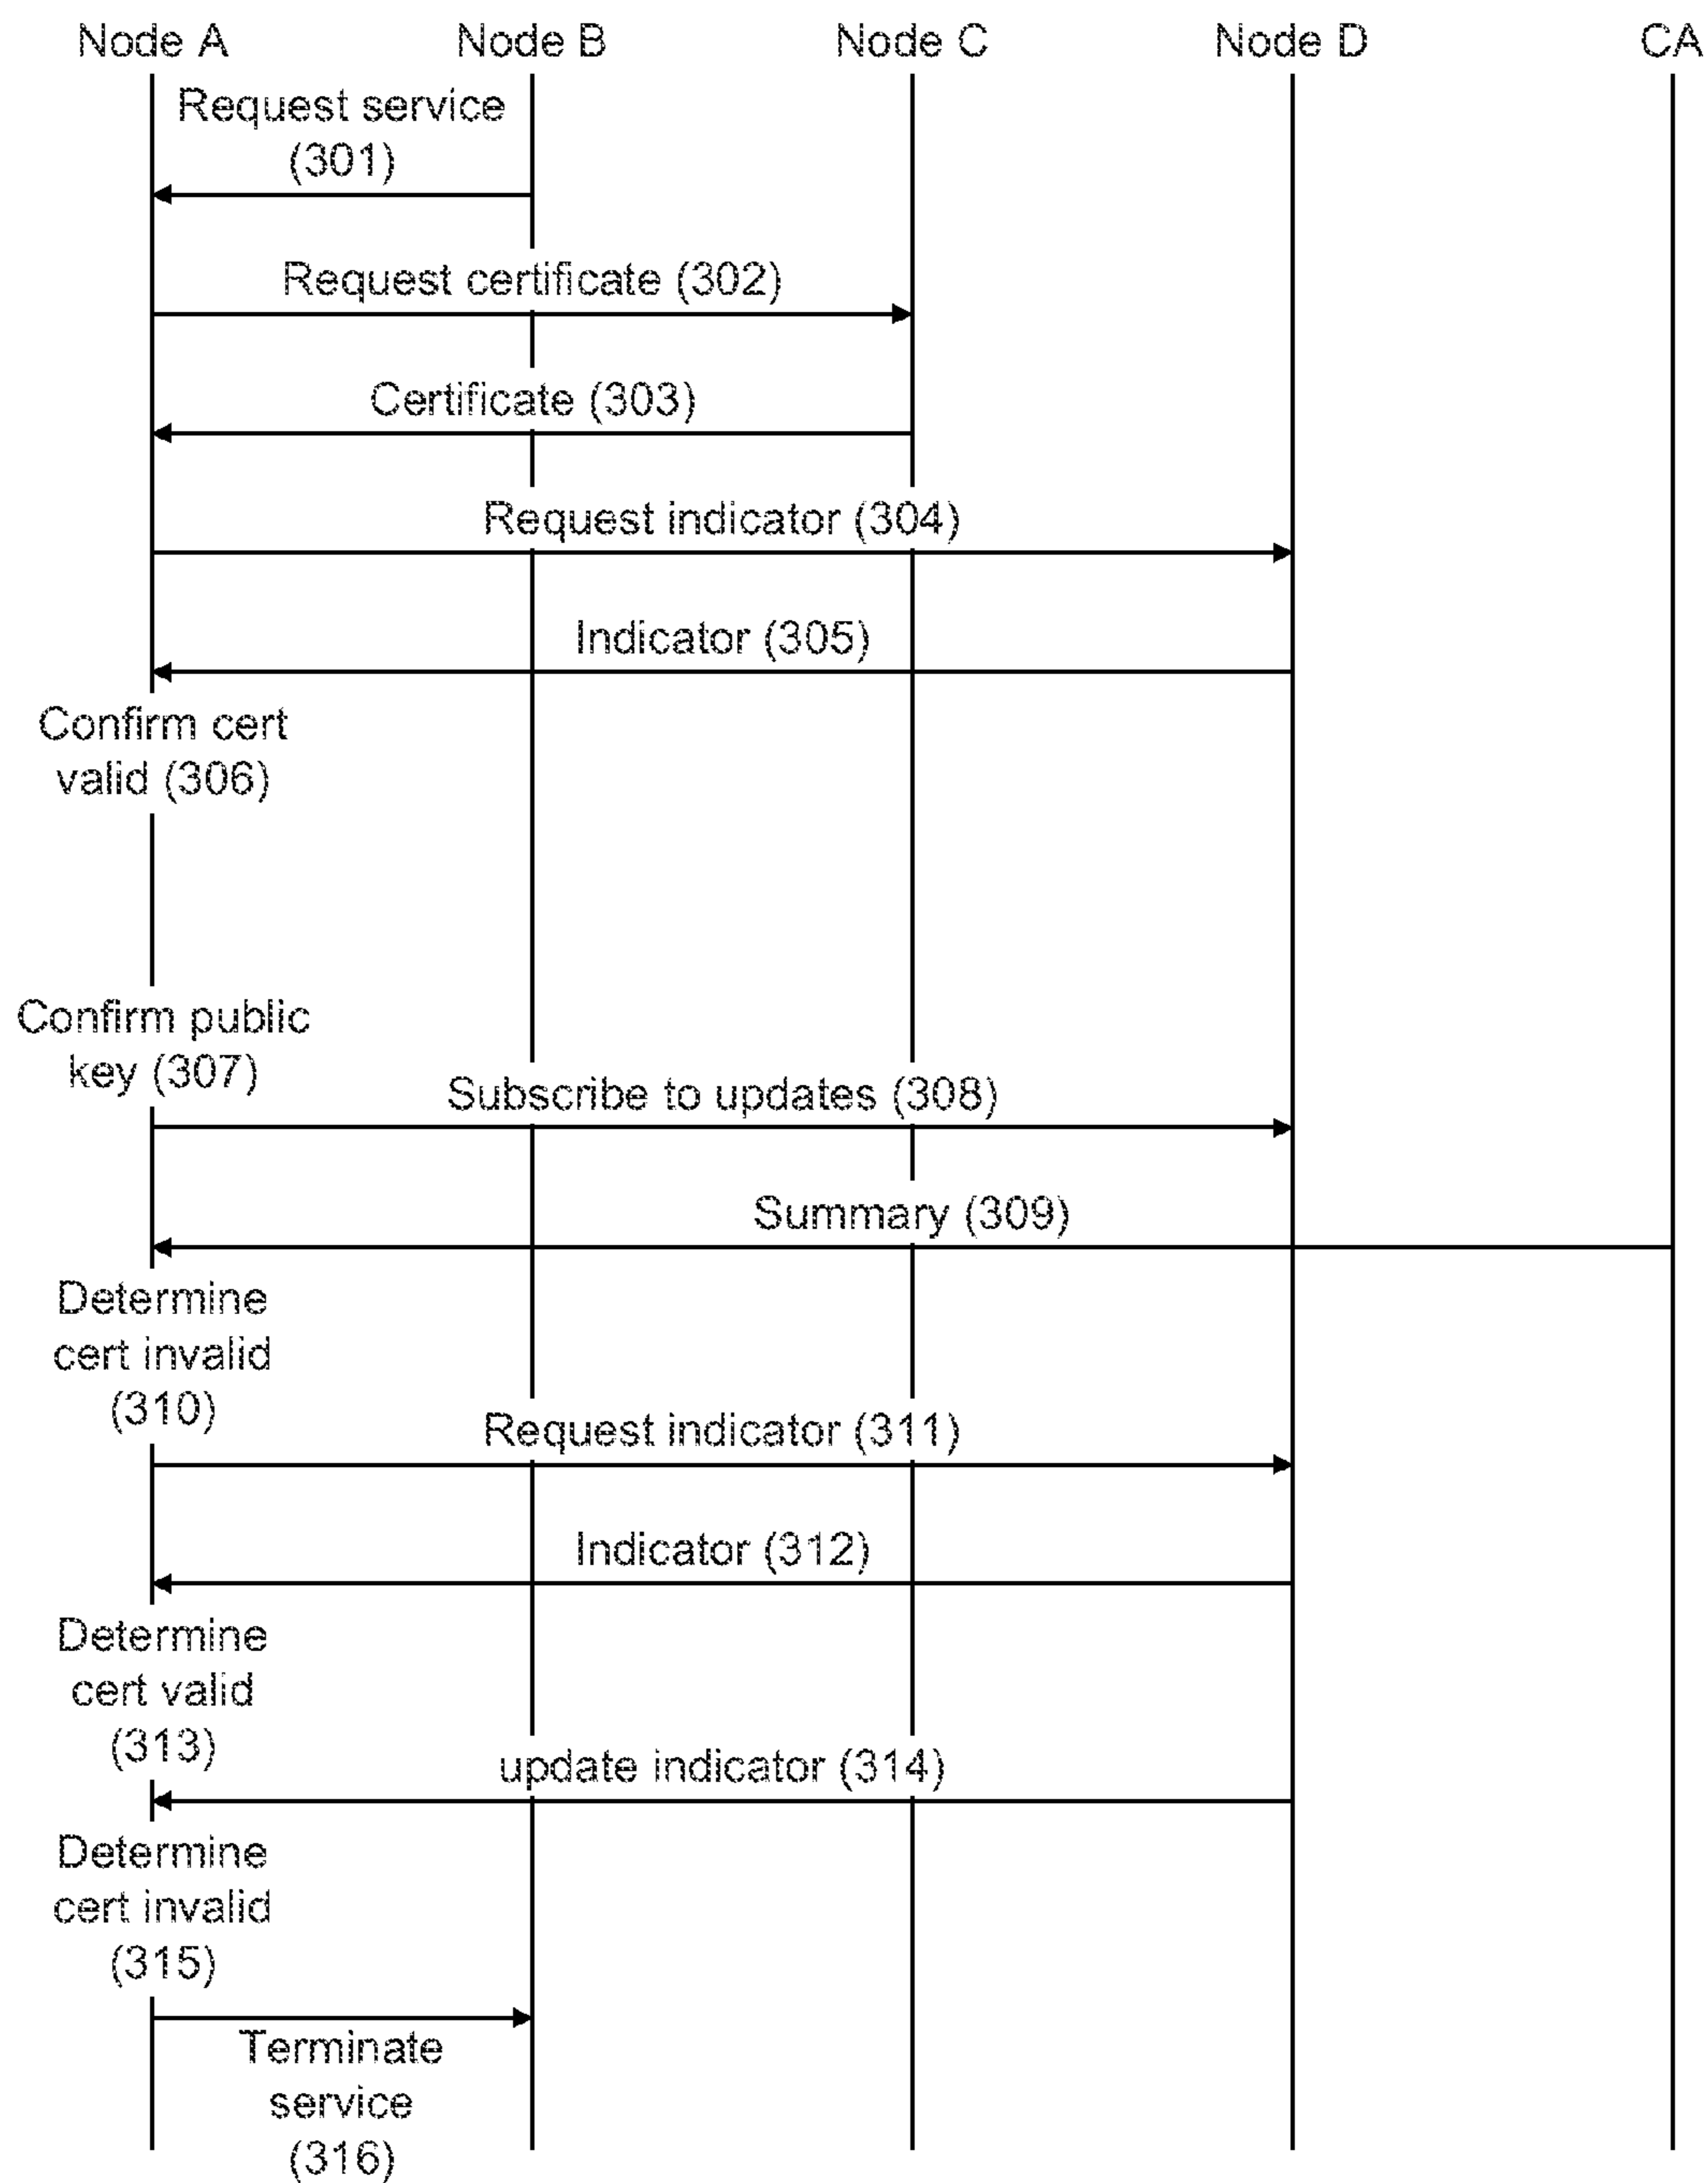 Node A
Node B
Node C
Node D
CA
Request service
(301)
Request certificate (302)
Certificate (303)
Request indicator (304)
Indicator (305)
Confirm cert
valid (306)
Confirm public
key (307)
Subscribe to updates (308)
Summary (309)
Determine
cert invalid
(310)
Request indicator (311)
Indicator (312)
Determine
cert valid
(313)
update indicator (314)
Determine
cert invalid
(315)
Terminate
service
(316)